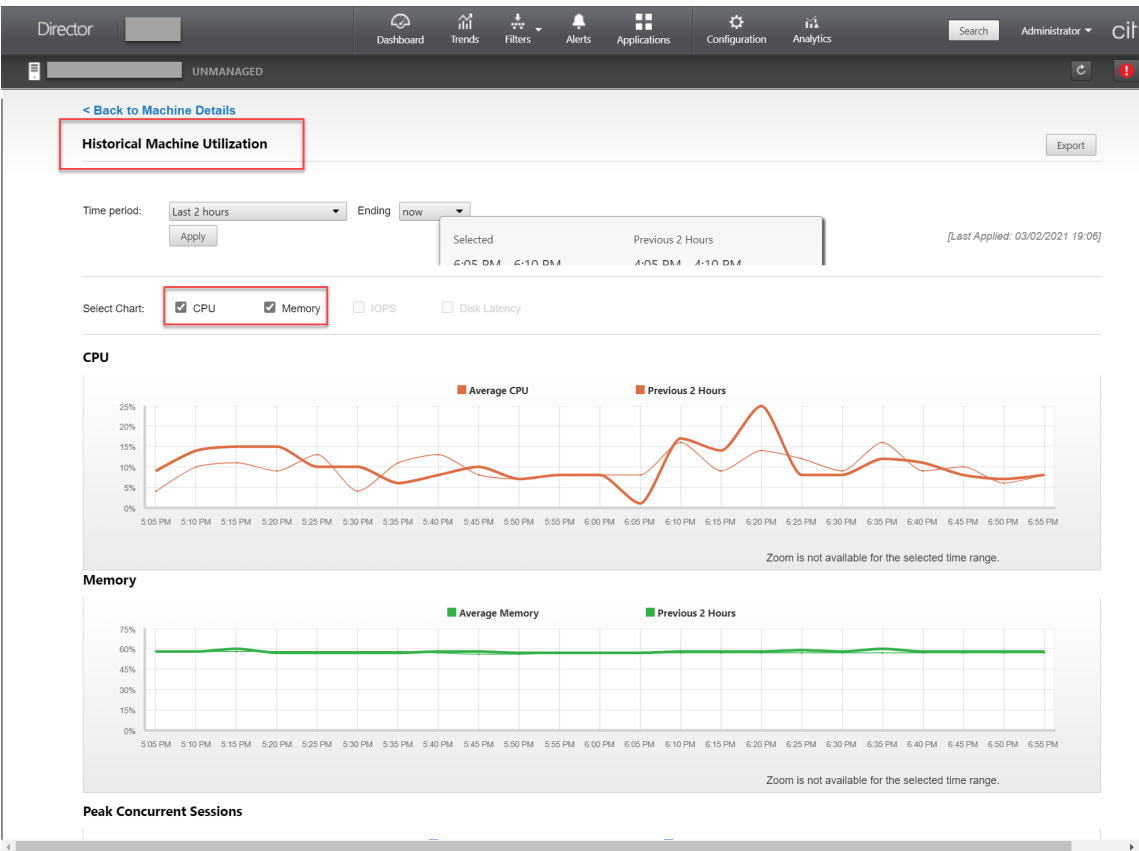 Director
Dashboard Trends Filters Alerts Applications Configuration Analytics
Search Administrator
UNMANAGED
< Back to Machine Details
Historical Machine Utilization
Export
Time period: Last 2 hours Ending now
Apply
Selected Previous 2 Hours
6:05 PM 6:10 PM 4:05 PM 4:10 PM
[Last Applied: 03/02/2021 19:06]
Select Chart: CPU Memory IOPS Disk Latency
CPU
Average CPU Previous 2 Hours
25%
20%
15%
10%
5%
0%
5:05 PM 5:10 PM 5:15 PM 5:20 PM 5:25 PM 5:30 PM 5:35 PM 5:40 PM 5:45 PM 5:50 PM 5:55 PM 6:00 PM 6:05 PM 6:10 PM 6:15 PM 6:20 PM 6:25 PM 6:30 PM 6:35 PM 6:40 PM 6:45 PM 6:50 PM 6:55 PM
Zoom is not available for the selected time range.
Memory
Average Memory Previous 2 Hours
75%
60%
45%
30%
15%
0%
5:05 PM 5:10 PM 5:15 PM 5:20 PM 5:25 PM 5:30 PM 5:35 PM 5:40 PM 5:45 PM 5:50 PM 5:55 PM 6:00 PM 6:05 PM 6:10 PM 6:15 PM 6:20 PM 6:25 PM 6:30 PM 6:35 PM 6:40 PM 6:45 PM 6:50 PM 6:55 PM
Zoom is not available for the selected time range.
Peak Concurrent Sessions